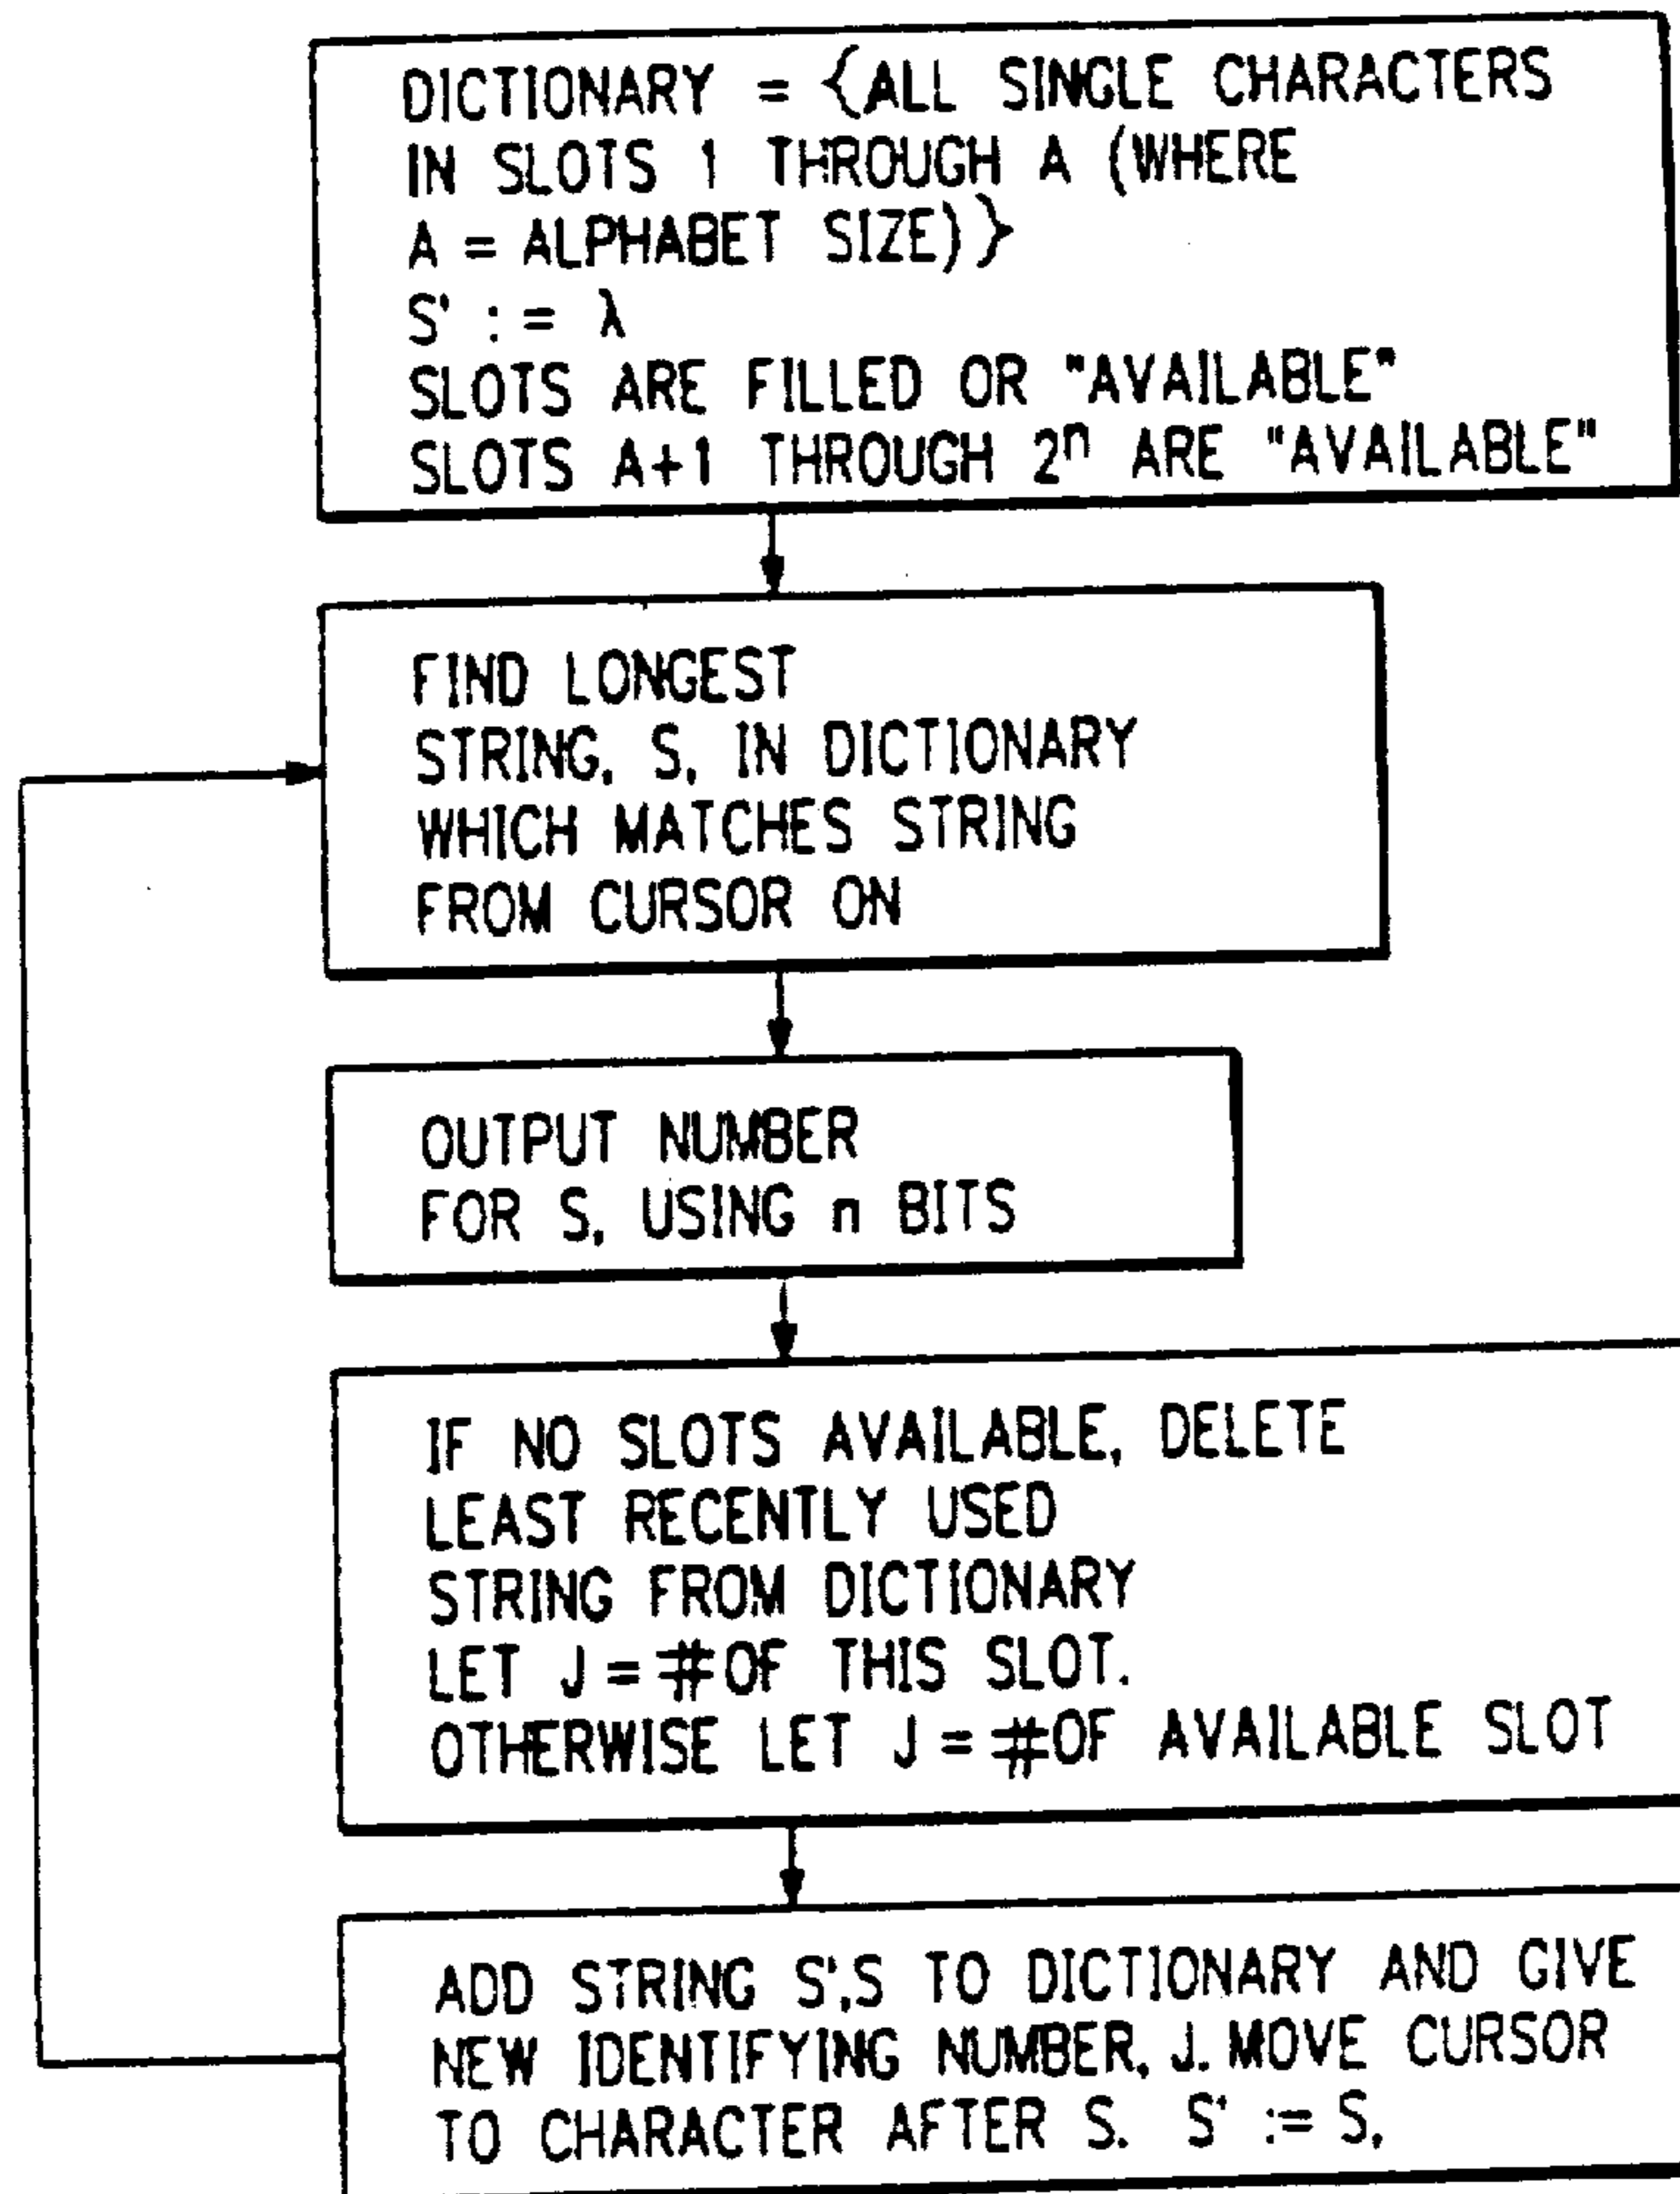 DICTIONARY = {ALL SINGLE CHARACTERS
IN SLOTS 1 THROUGH A (WHERE
A = ALPHABET SIZE)}
S' := λ
SLOTS ARE FILLED OR "AVAILABLE"
SLOTS A+1 THROUGH 2ⁿ ARE "AVAILABLE"
FIND LONGEST
STRING, S, IN DICTIONARY
WHICH MATCHES STRING
FROM CURSOR ON
OUTPUT NUMBER
FOR S, USING n BITS
IF NO SLOTS AVAILABLE, DELETE
LEAST RECENTLY USED
STRING FROM DICTIONARY
LET J = # OF THIS SLOT.
OTHERWISE LET J = # OF AVAILABLE SLOT
ADD STRING S',S TO DICTIONARY AND GIVE
NEW IDENTIFYING NUMBER, J. MOVE CURSOR
TO CHARACTER AFTER S. S' := S,